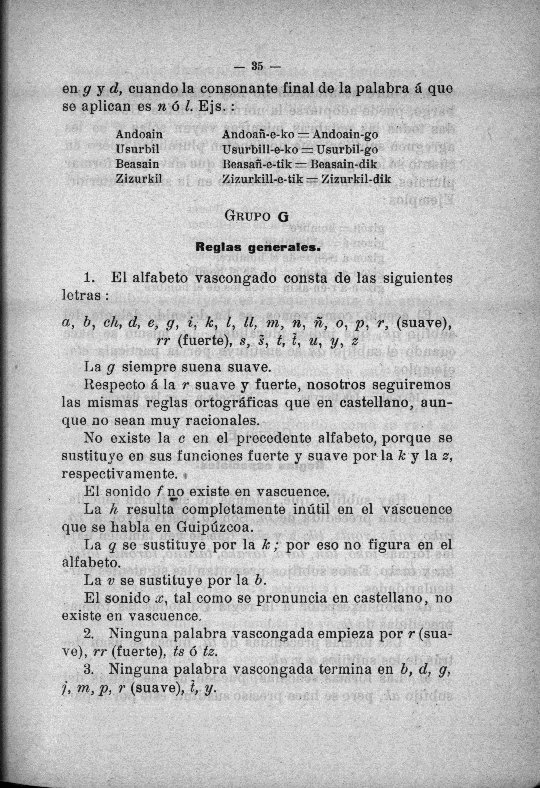 — 35 —
en g y d, cuando la consonante final de la palabra á que
se aplican es n ó l. Ejs. :
Andoain Andoañ-e-ko = Andoain-go
Usurbil Usurbill-e-ko = Usurbil-go
Beasain Beasañ-e-tik = Beasain-dik
Zizurkil Zizurkill-e-tik = Zizurkil-dik
GRUPO G
Reglas generales.
1. El alfabeto vascongado consta de las siguientes
letras :
a, b, ch, d, e, g, i, k, l, ll, m, n, ñ, o, p, r, (suave),
rr (fuerte), s, s̃, t, t̃, u, y, z
La g siempre suena suave.
Respecto á la r suave y fuerte, nosotros seguiremos
las mismas reglas ortográficas que en castellano, aun-
que no sean muy racionales.
No existe la c en el precedente alfabeto, porque se
sustituye en sus funciones fuerte y suave por la k y la z,
respectivamente.
El sonido f no existe en vascuence.
La h resulta completamente inútil en el vascuence
que se habla en Guipúzcoa.
La q se sustituye por la k ; por eso no figura en el
alfabeto.
La v se sustituye por la b.
El sonido x, tal como se pronuncia en castellano, no
existe en vascuence.
2. Ninguna palabra vascongada empieza por r (sua-
ve), rr (fuerte), ts ó tz.
3. Ninguna palabra vascongada termina en b, d, g,
j, m, p, r (suave), t̃, y.